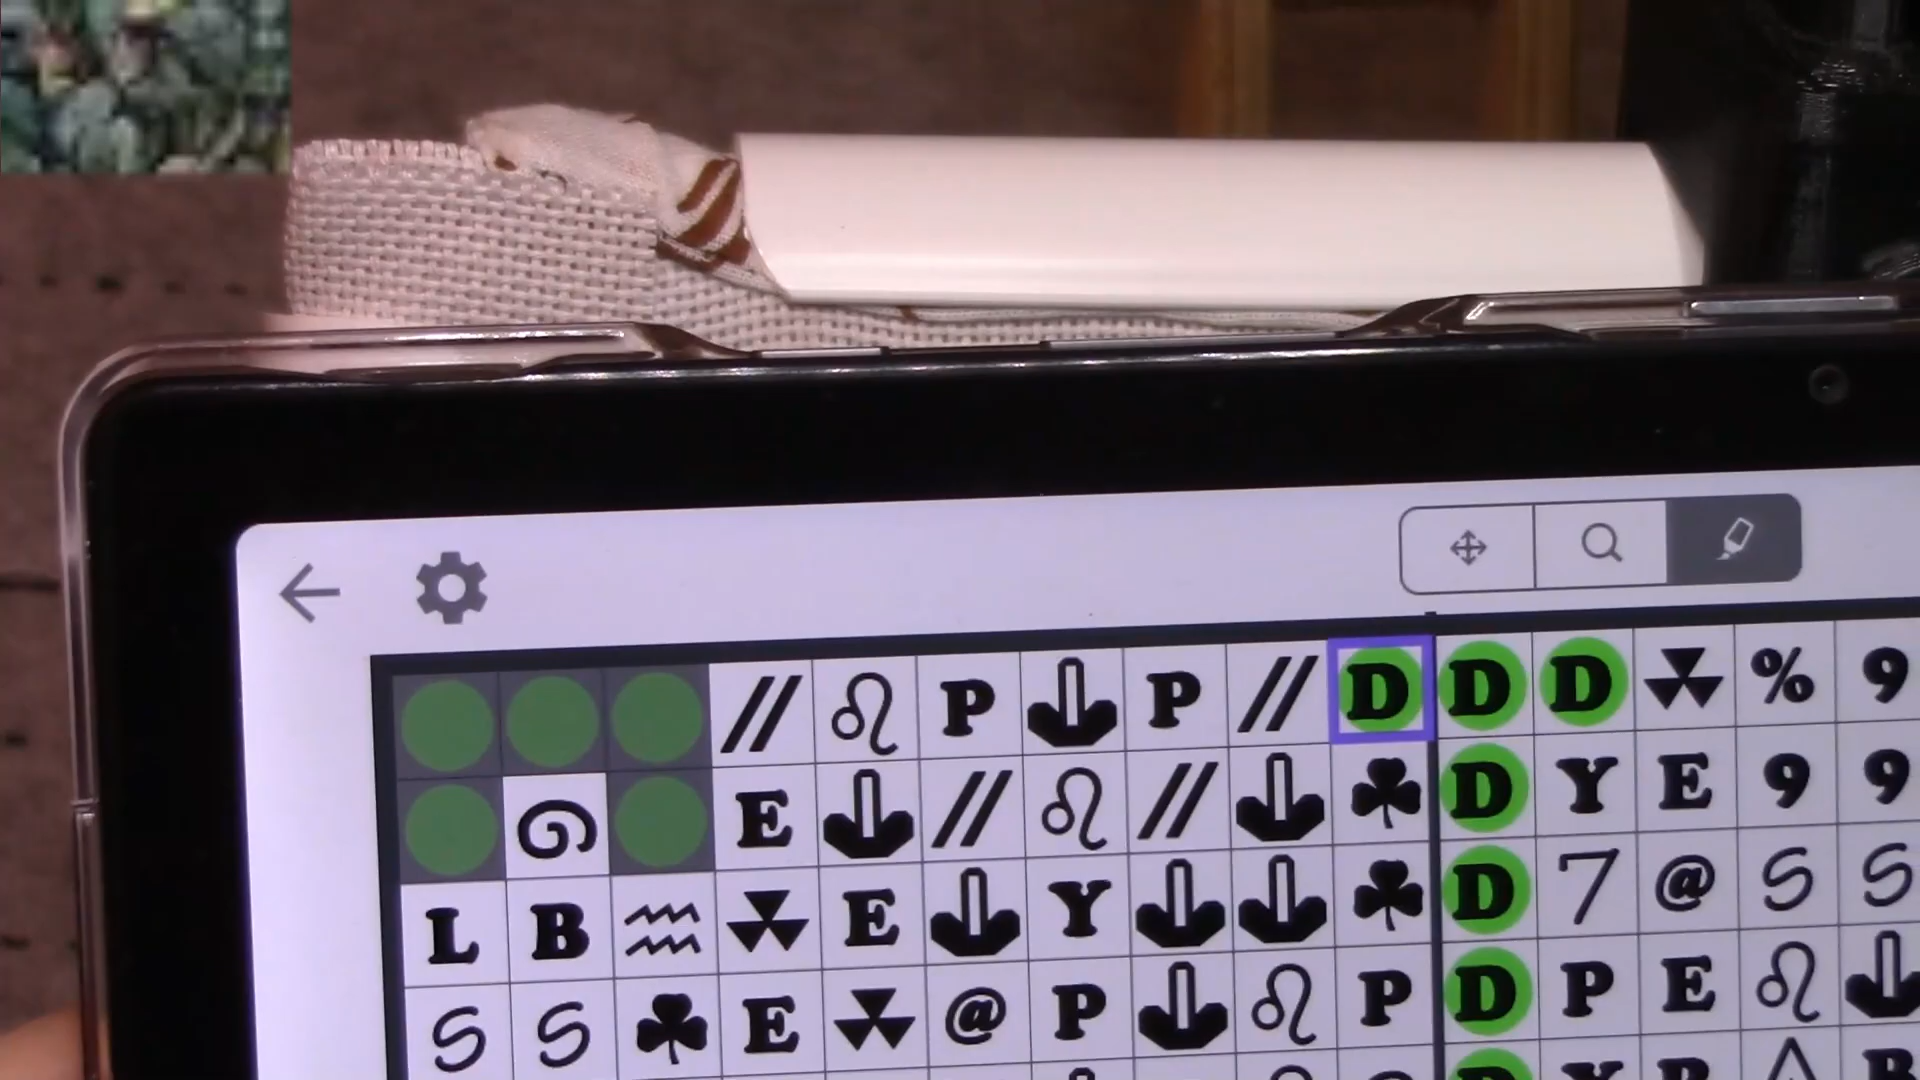 // P P // D D D % 9
E // // D Y E 9 9
L B E Y D 7 @ S S
S S E @ P P D P E